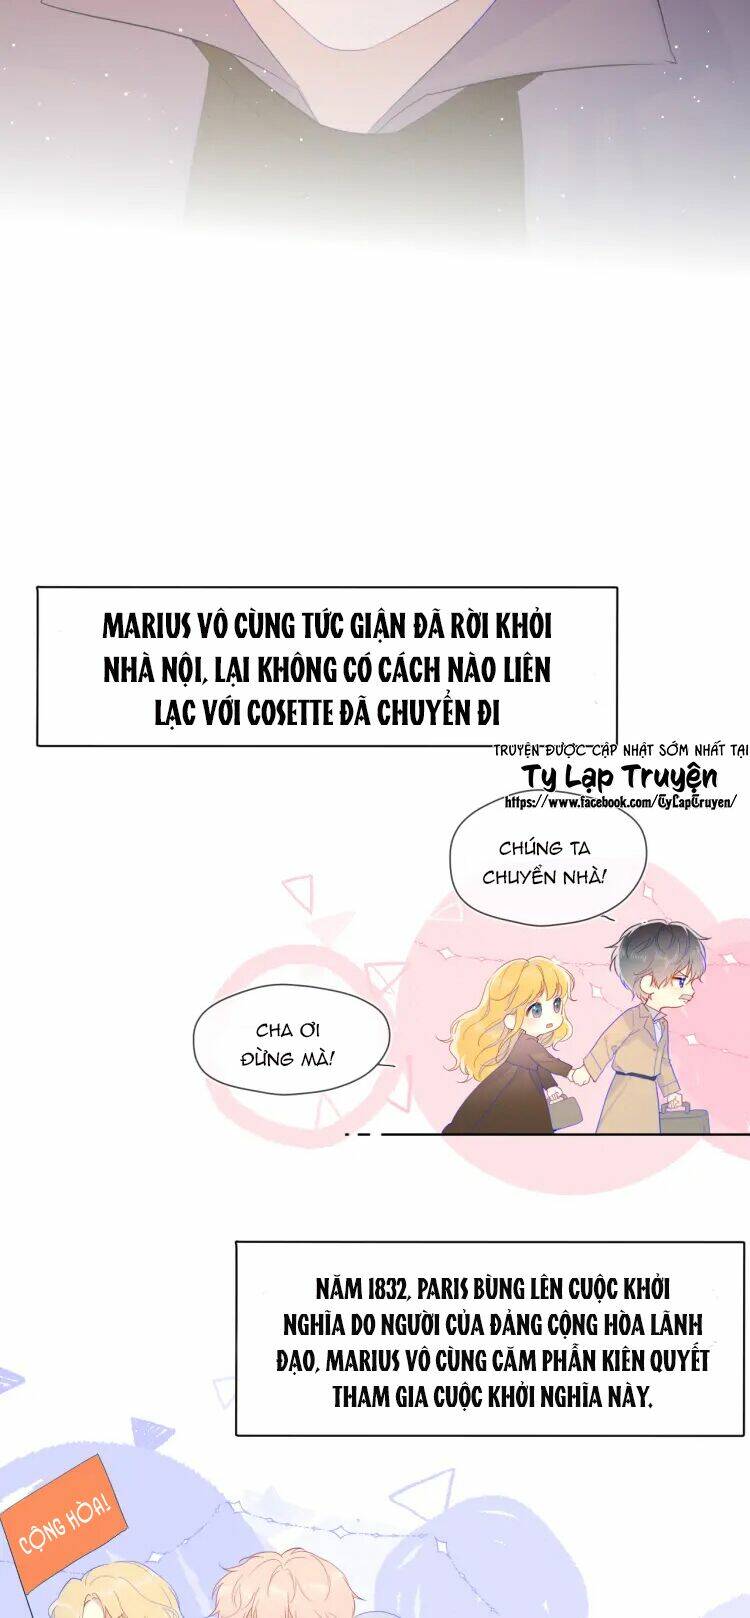 MARIUS VÔ CÙNG TỨC GIẬN ĐÃ RỜI KHỎI
NHÀ NỘI, LẠI KHÔNG CÓ CÁCH NÀO LIÊN
LẠC VỚI COSETTE ĐÃ CHUYỂN ĐI
TRUYỆN ĐƯỢC CẬP NHẬT SỚM NHẤT TẠI
Ty Lạp Truyện
https://www.facebook.com/TyLapTruyen/
CHÚNG TA
CHUYỂN NHÀ!
CHA ƠI
ĐỪNG MÀ!
NĂM 1832, PARIS BÙNG LÊN CUỘC KHỞI
NGHĨA DO NGƯỜI CỦA ĐẢNG CỘNG HÒA LÃNH
ĐẠO, MARIUS VÔ CÙNG CĂM PHẪN KIÊN QUYẾT
THAM GIA CUỘC KHỞI NGHĨA NÀY.
CỘNG HÒA!